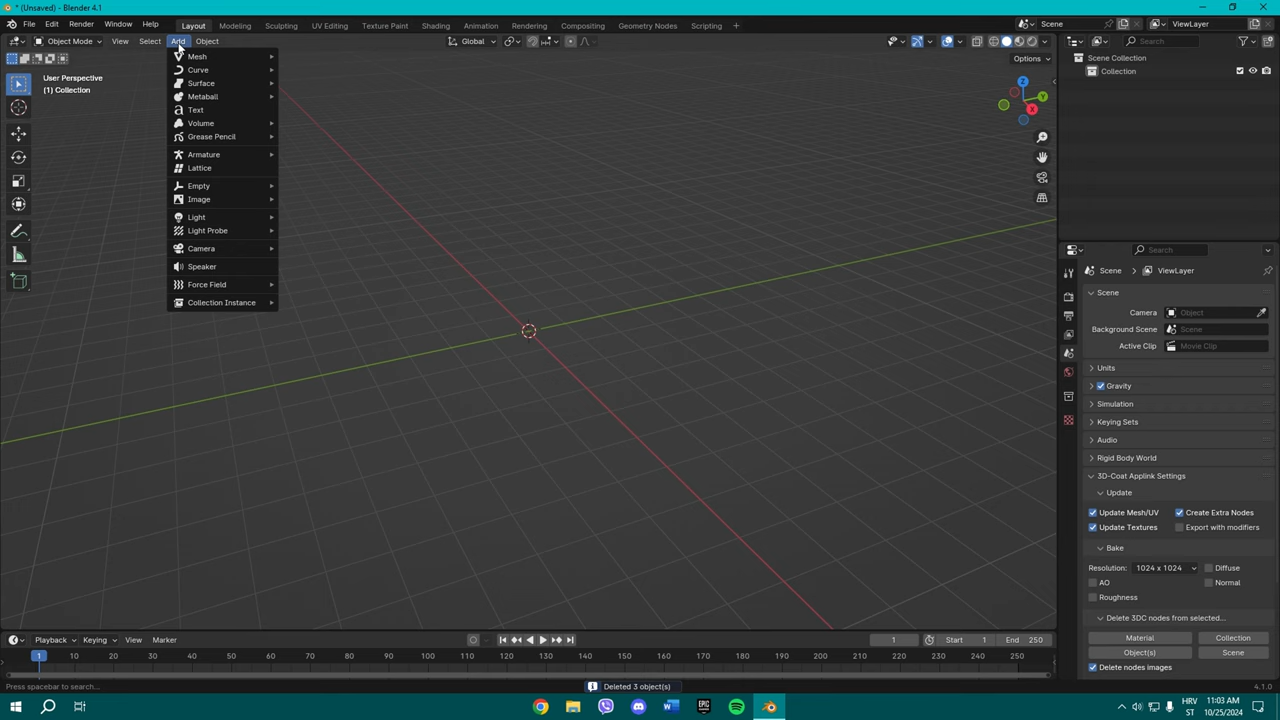 * (Unsaved) - Blender 4.1
File Edit Render Window Help Layout Modeling Sculpting UV Editing Texture Paint Shading Animation Rendering Compositing Geometry Nodes Scripting + Scene ViewLayer
Object Mode View Select Add Object Global Search
Options
User Perspective
(1) Collection
Mesh
Curve
Surface
Metaball
Text
Volume
Grease Pencil
Armature
Lattice
Empty
Image
Light
Light Probe
Camera
Speaker
Force Field
Collection Instance
Z
Y
X
Scene Collection
Collection
Search
Scene ViewLayer
Scene
Camera Object
Background Scene Scene
Active Clip Movie Clip
Units
Gravity
Simulation
Keying Sets
Audio
Rigid Body World
3D-Coat Applink Settings
Update
Update Mesh/UV Create Extra Nodes
Update Textures Export with modifiers
Bake
Resolution: 1024 x 1024 Diffuse
AO Normal
Roughness
Delete 3DC nodes from selected...
Material Collection
Object(s) Scene
Delete nodes images
Playback Keying View Marker 1 Start 1 End 250
1 10 20 30 40 50 60 70 80 90 100 110 120 130 140 150 160 170 180 190 200 210 220 230 240 250
Press spacebar to search... Deleted 3 object(s) 4.1.0
EPIC GAMES
HRV 11:03 AM
ST 10/25/2024